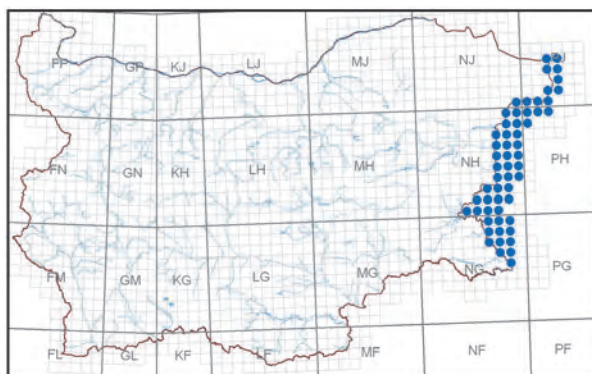 FP GP KJ LJ MJ NJ PJ
FN GN KH LH MH NH PH
FM GM KG LG MG NG PG
FL GL KF LF MF NF PF